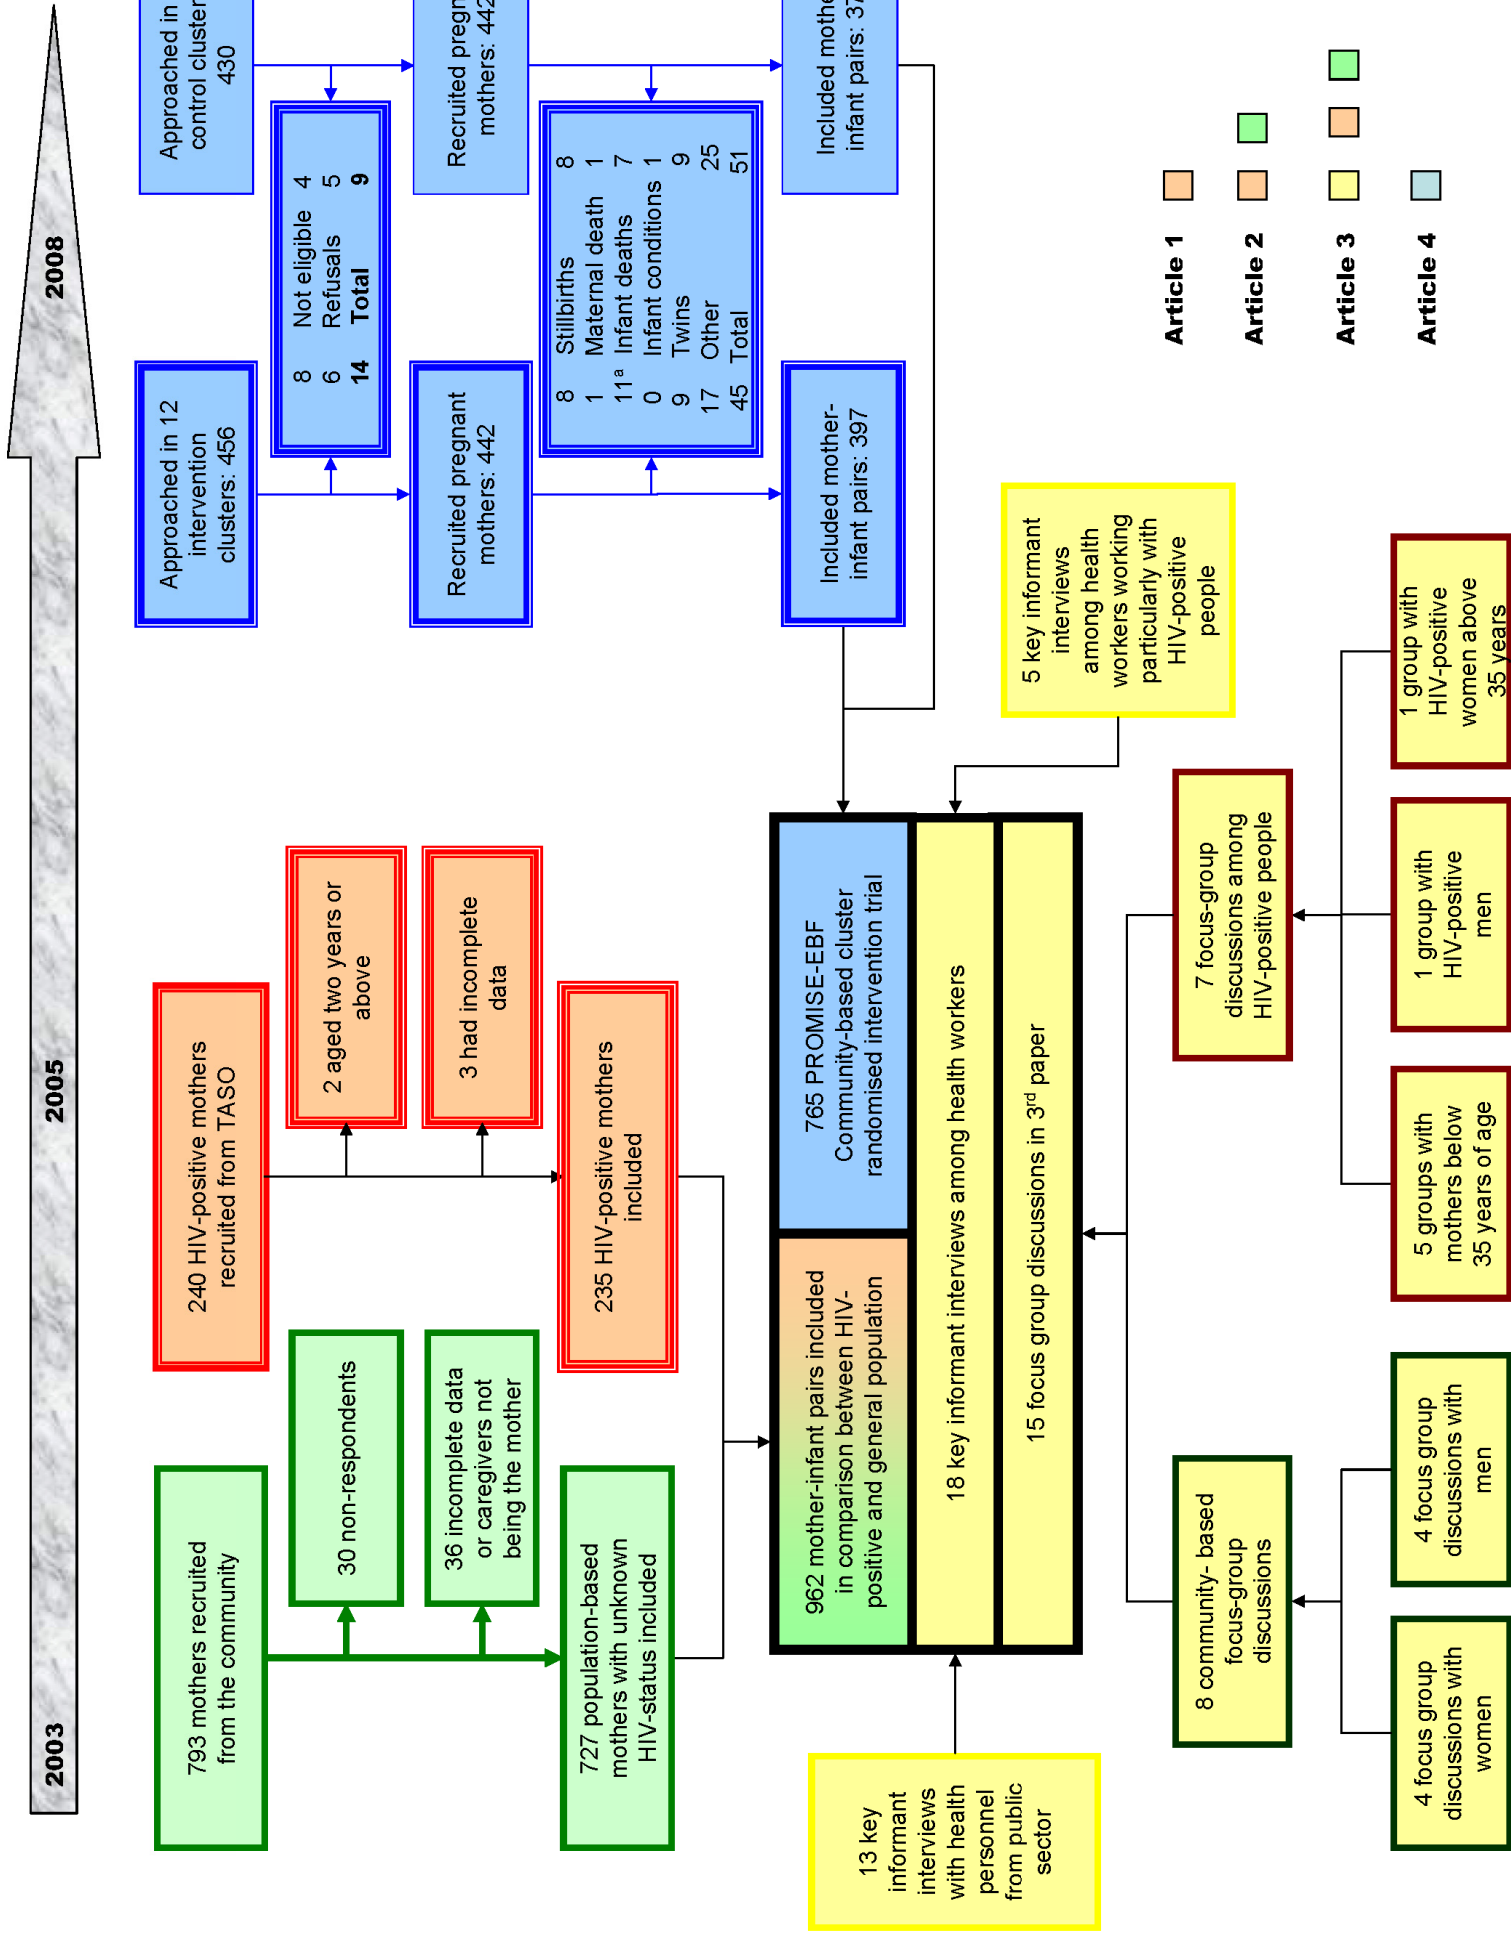 2003
2005
2008
793 mothers recruited
from the community
30 non-respondents
36 incomplete data
or caregivers not
being the mother
727 population-based
mothers with unknown
HIV-status included
240 HIV-positive mothers
recruited from TASO
2 aged two years or
above
3 had incomplete
data
235 HIV-positive mothers
included
Approached in 12
intervention
clusters: 456
Approached in
control cluster
430
8 Not eligible 4
6 Refusals 5
14 Total 9
Recruited pregnant
mothers: 442
Recruited pregn
mothers: 442
8 Stillbirths 8
1 Maternal death 1
11ª Infant deaths 7
0 Infant conditions 1
9 Twins 9
17 Other 25
45 Total 51
Included mother-
infant pairs: 397
Included mothe
infant pairs: 37
962 mother-infant pairs included
in comparison between HIV-
positive and general population
765 PROMISE-EBF
Community-based cluster
randomised intervention trial
18 key informant interviews among health workers
15 focus group discussions in 3rd paper
13 key
informant
interviews
with health
personnel
from public
sector
5 key informant
interviews
among health
workers working
particularly with
HIV-positive
people
8 community- based
focus-group
discussions
7 focus-group
discussions among
HIV-positive people
4 focus group
discussions with
women
4 focus group
discussions with
men
5 groups with
mothers below
35 years of age
1 group with
HIV-positive
men
1 group with
HIV-positive
women above
35 years
Article 1
Article 2
Article 3
Article 4